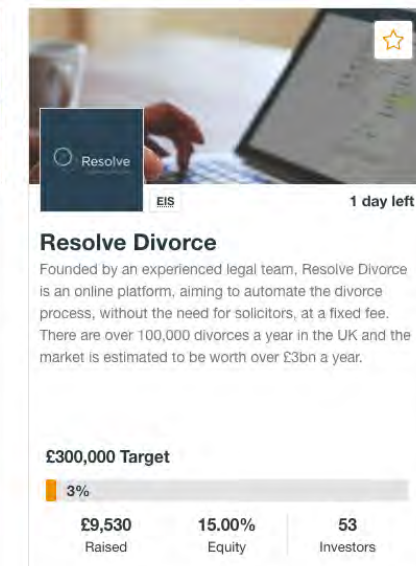 Resolve
EIS
1 day left
Resolve Divorce
Founded by an experienced legal team, Resolve Divorce
is an online platform, aiming to automate the divorce
process, without the need for solicitors, at a fixed fee.
There are over 100,000 divorces a year in the UK and the
market is estimated to be worth over £3bn a year.
£300,000 Target
3%
£9,530
15.00%
53
Raised
Equity
Investors